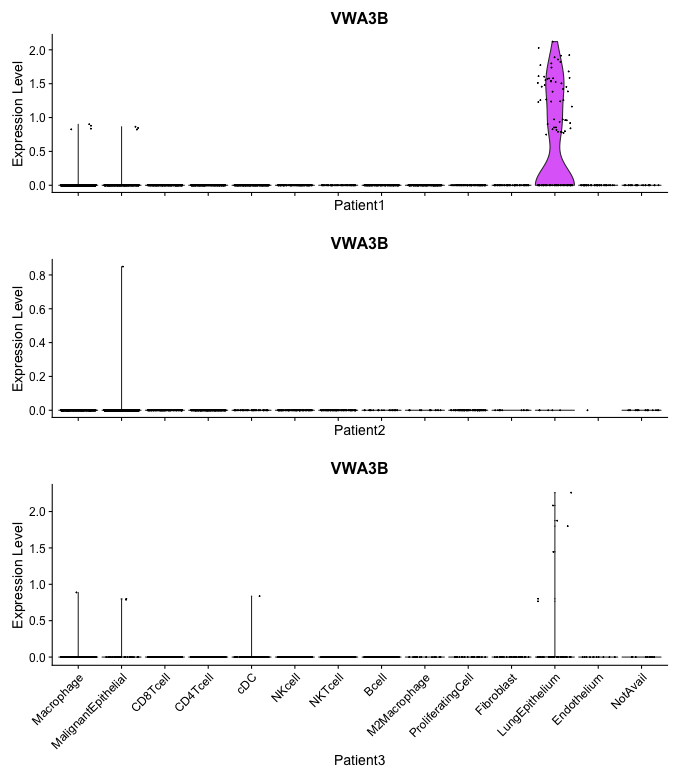 VWA3B
Expression Level
2.0
1.5
1.0
0.5
0.0
Patient1
VWA3B
Expression Level
0.8
0.6
0.4
0.2
0.0
Patient2
VWA3B
Expression Level
2.0
1.5
1.0
0.5
0.0
Macrophage
MalignantEpithelial
CD8Tcell
CD4Tcell
cDC
NKcell
NKTcell
Bcell
M2Macrophage
ProliferatingCell
Fibroblast
LungEpithelium
Endothelium
NotAvail
Patient3